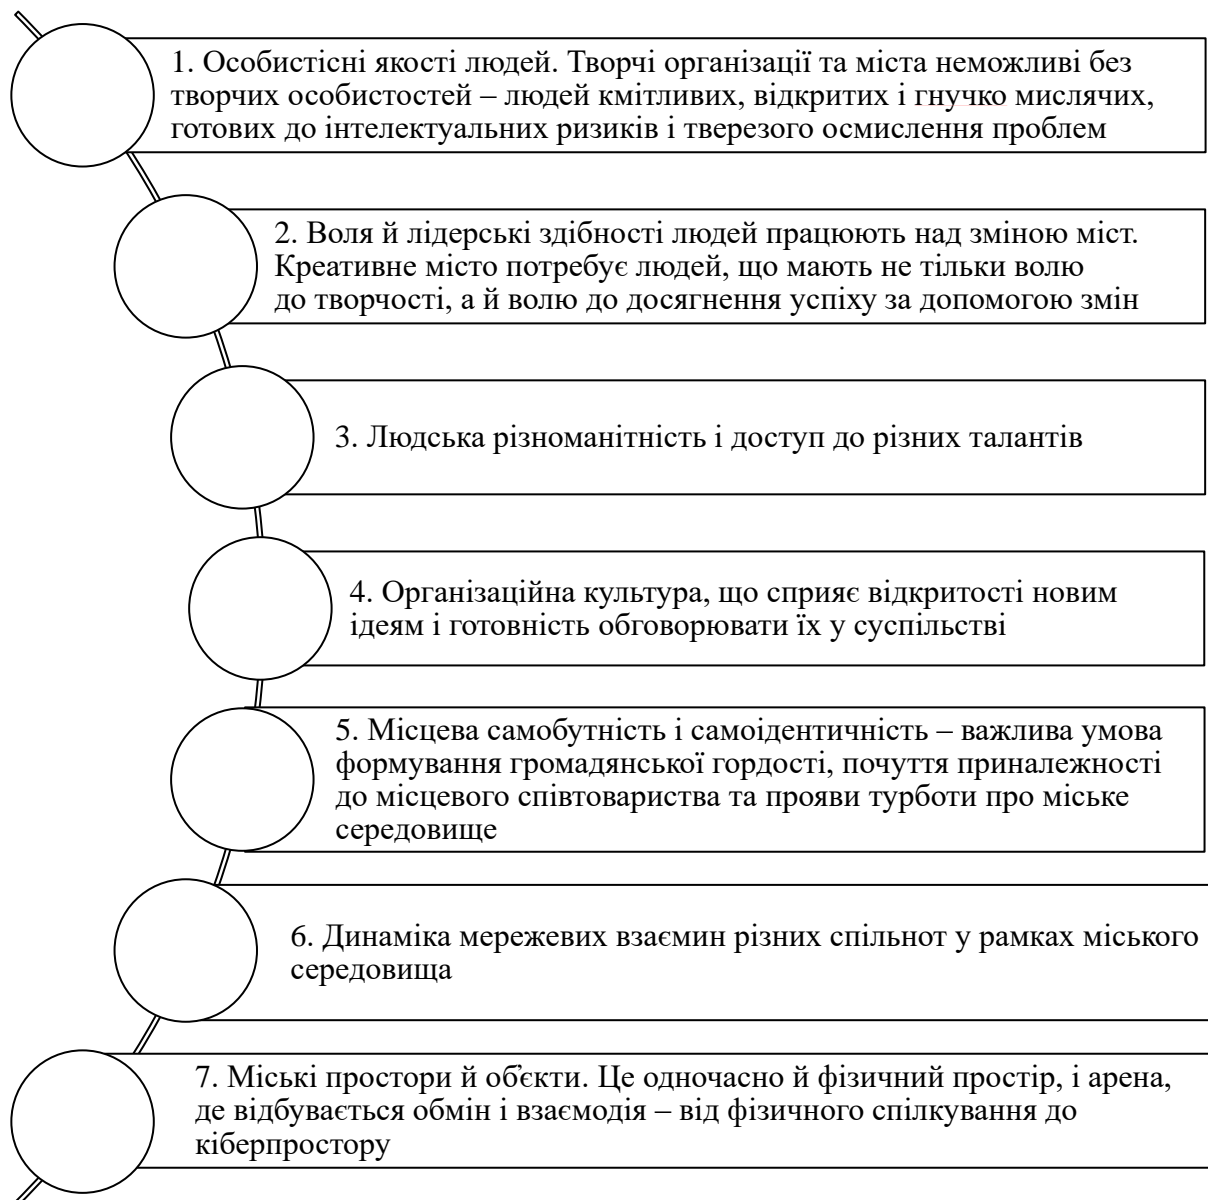 1. Особистісні якості людей. Творчі організації та міста неможливі без
творчих особистостей – людей кмітливих, відкритих і гнучко мислячих,
готових до інтелектуальних ризиків і тверезого осмислення проблем
2. Воля й лідерські здібності людей працюють над зміною міст.
Креативне місто потребує людей, що мають не тільки волю
до творчості, а й волю до досягнення успіху за допомогою змін
3. Людська різноманітність і доступ до різних талантів
4. Організаційна культура, що сприяє відкритості новим
ідеям і готовність обговорювати їх у суспільстві
5. Місцева самобутність і самоідентичність – важлива умова
формування громадянської гордості, почуття приналежності
до місцевого співтовариства та прояви турботи про міське
середовище
6. Динаміка мережевих взаємин різних спільнот у рамках міського
середовища
7. Міські простори й об'єкти. Це одночасно й фізичний простір, і арена,
де відбувається обмін і взаємодія – від фізичного спілкування до
кіберпростору